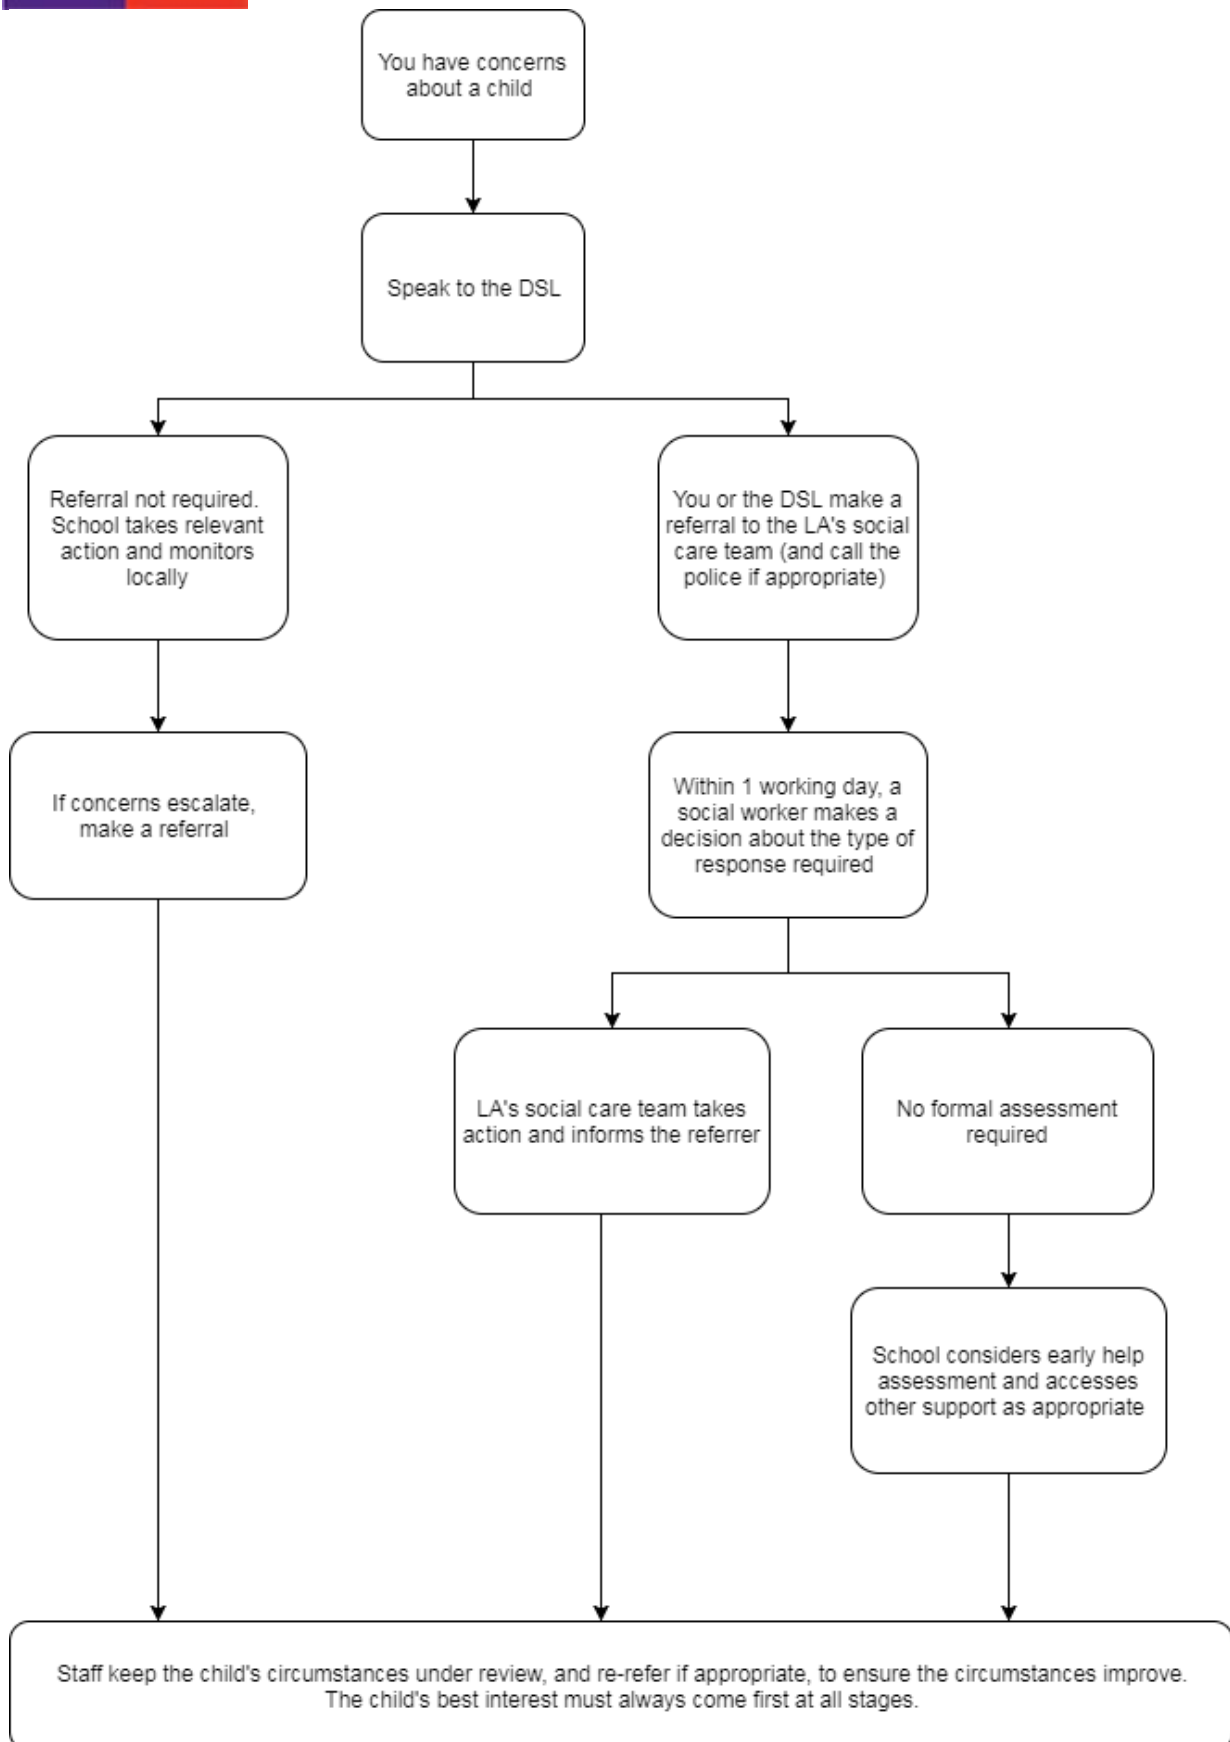 You have concerns
about a child
Speak to the DSL
Referral not required.
School takes relevant
action and monitors
locally
You or the DSL make a
referral to the LA's social
care team (and call the
police if appropriate)
If concerns escalate,
make a referral
Within 1 working day, a
social worker makes a
decision about the type of
response required
LA's social care team takes
action and informs the referrer
No formal assessment
required
School considers early help
assessment and accesses
other support as appropriate
Staff keep the child's circumstances under review, and re-refer if appropriate, to ensure the circumstances improve.
The child's best interest must always come first at all stages.